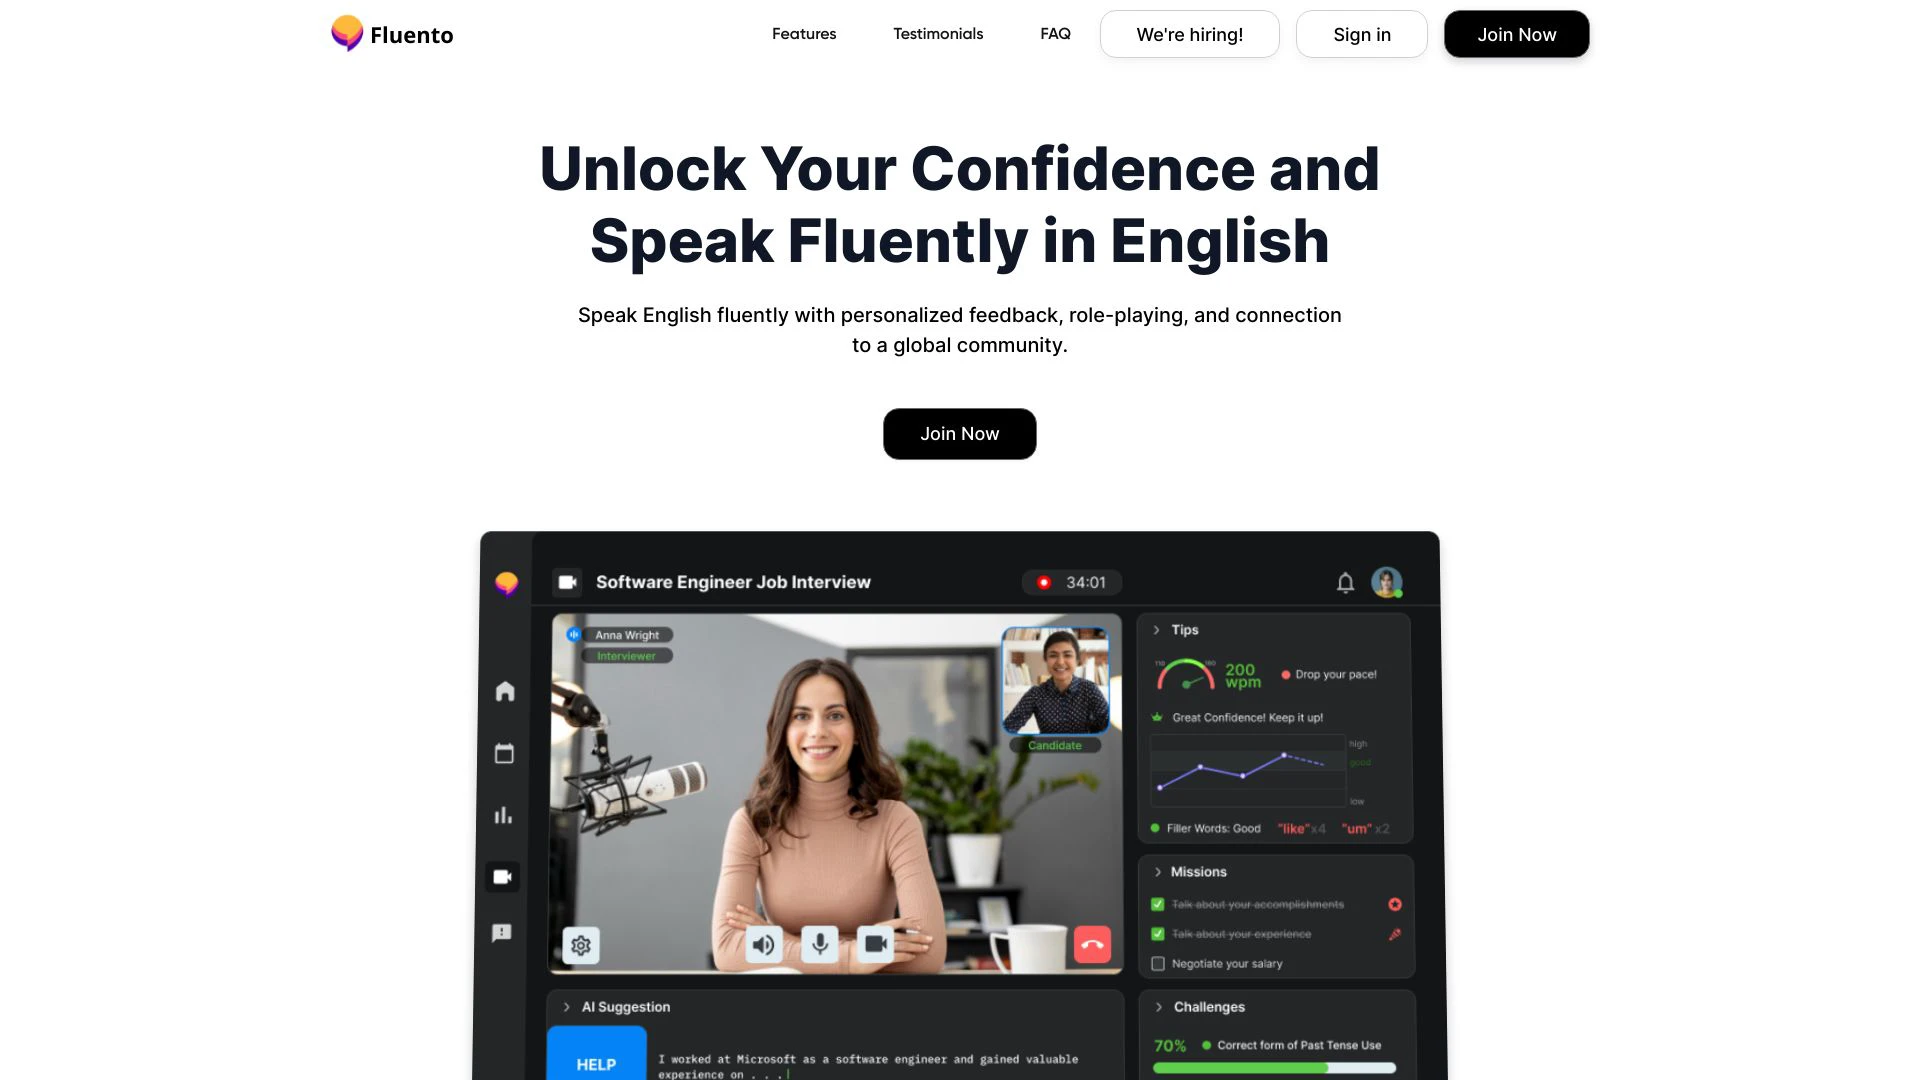 Fluento
Features
Testimonials
FAQ
We're hiring!
Sign in
Join Now
Unlock Your Confidence and
Speak Fluently in English
Speak English fluently with personalized feedback, role-playing, and connection
to a global community.
Join Now
Software Engineer Job Interview
34:01
Anna Wright
Interviewer
Candidate
Tips
110
160
200
wpm
Drop your pace!
Great Confidence! Keep it up!
high
good
low
Filler Words: Good
"like"x4
"um" x2
Missions
Talk about your accomplishments
Talk about your experience
Negotiate your salary
AI Suggestion
HELP
I worked at Microsoft as a software engineer and gained valuable
experience on . . .
Challenges
70%
Correct form of Past Tense Use